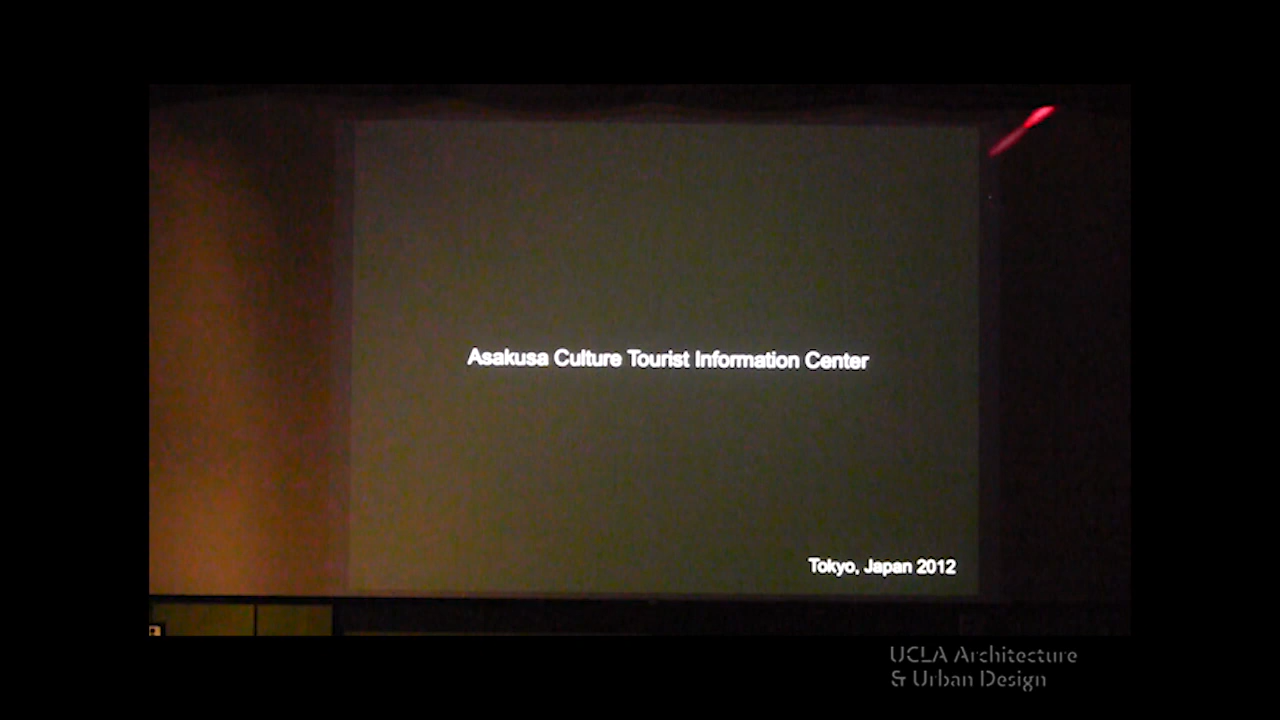 Asakusa Culture Tourist Information Center
Tokyo, Japan 2012
UCLA Architecture
& Urban Design